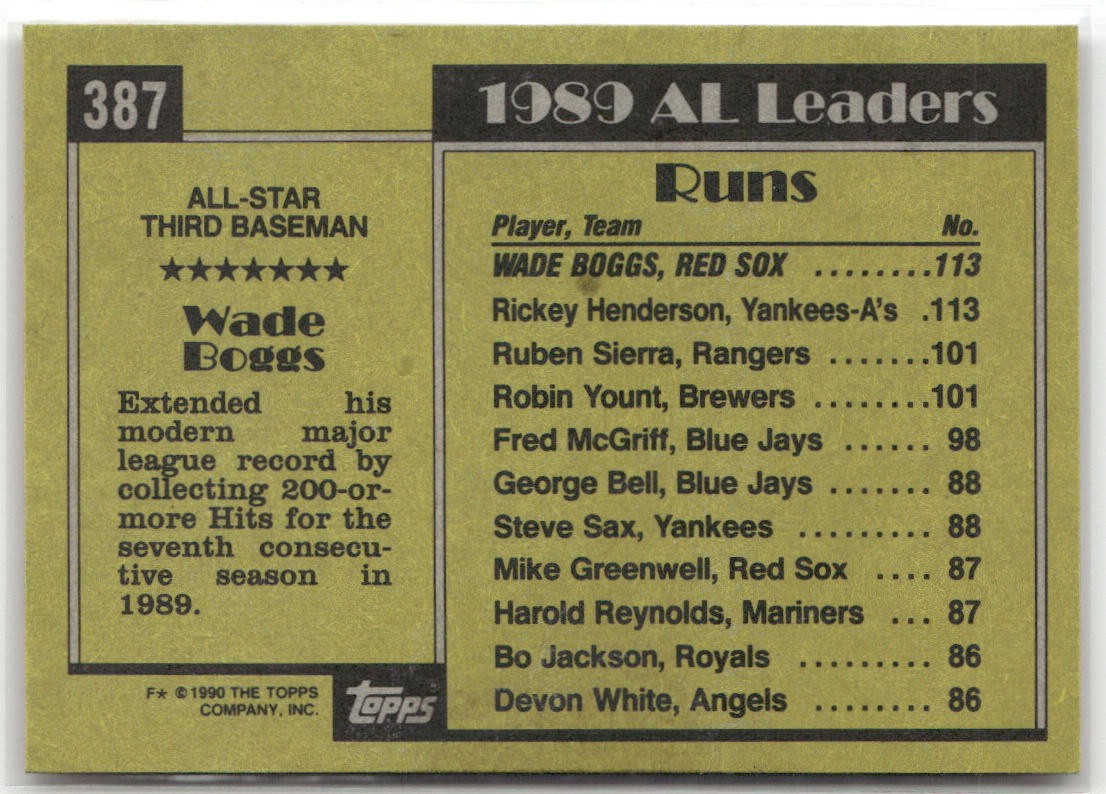 387
ALL-STAR
THIRD BASEMAN
★★★★★★★
Wade
Boggs
Extended his
modern major
league record by
collecting 200-or-
more Hits for the
seventh consecu-
tive season in
1989.
F★ © 1990 THE TOPPS
COMPANY, INC.
topps
1989 AL Leaders
Runs
Player, Team No.
WADE BOGGS, RED SOX ........113
Rickey Henderson, Yankees-A's .113
Ruben Sierra, Rangers .......101
Robin Yount, Brewers ........101
Fred McGriff, Blue Jays ...... 98
George Bell, Blue Jays ....... 88
Steve Sax, Yankees ......... 88
Mike Greenwell, Red Sox .... 87
Harold Reynolds, Mariners ... 87
Bo Jackson, Royals ......... 86
Devon White, Angels ........ 86